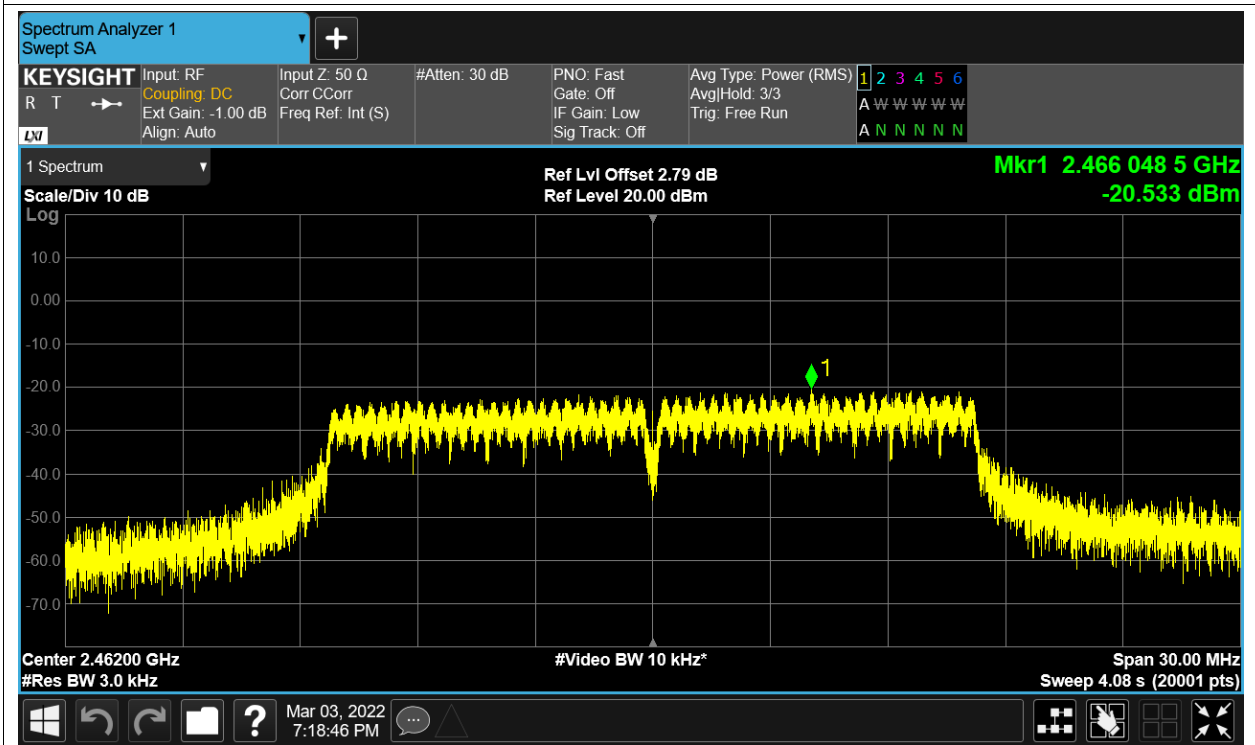 Spectrum Analyzer 1
Swept SA
▼
+
KEYSIGHT
R T
LXI
Input: RF
Coupling: DC
Ext Gain: -1.00 dB
Align: Auto
Input Z: 50 Ω
Corr CCorr
Freq Ref: Int (S)
#Atten: 30 dB
PNO: Fast
Gate: Off
IF Gain: Low
Sig Track: Off
Avg Type: Power (RMS)
Avg|Hold: 3/3
Trig: Free Run
1 2 3 4 5 6
A W W W W W
A N N N N N
1 Spectrum ▼
Scale/Div 10 dB
Log
Ref Lvl Offset 2.79 dB
Ref Level 20.00 dBm
Mkr1 2.466 048 5 GHz
-20.533 dBm
10.0
0.00
-10.0
-20.0
-30.0
-40.0
-50.0
-60.0
-70.0
1
Center 2.46200 GHz
#Res BW 3.0 kHz
#Video BW 10 kHz*
Span 30.00 MHz
Sweep 4.08 s (20001 pts)
?
Mar 03, 2022
7:18:46 PM